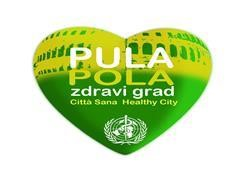 PULA
POLA
zdravi grad
Città Sana Healthy City